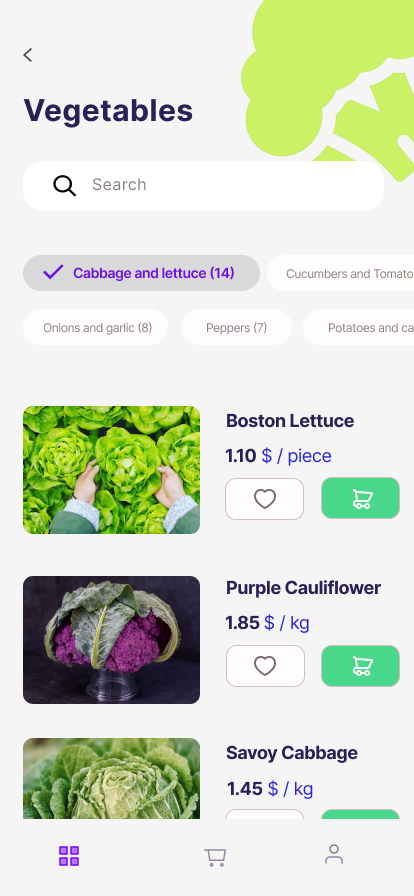 Vegetables
Search
Cabbage and lettuce (14)
Cucumbers and Tomato
Onions and garlic (8)
Peppers (7)
Potatoes and ca
Boston Lettuce
1.10 $ / piece
Purple Cauliflower
1.85 $ / kg
Savoy Cabbage
1.45 $ / kg